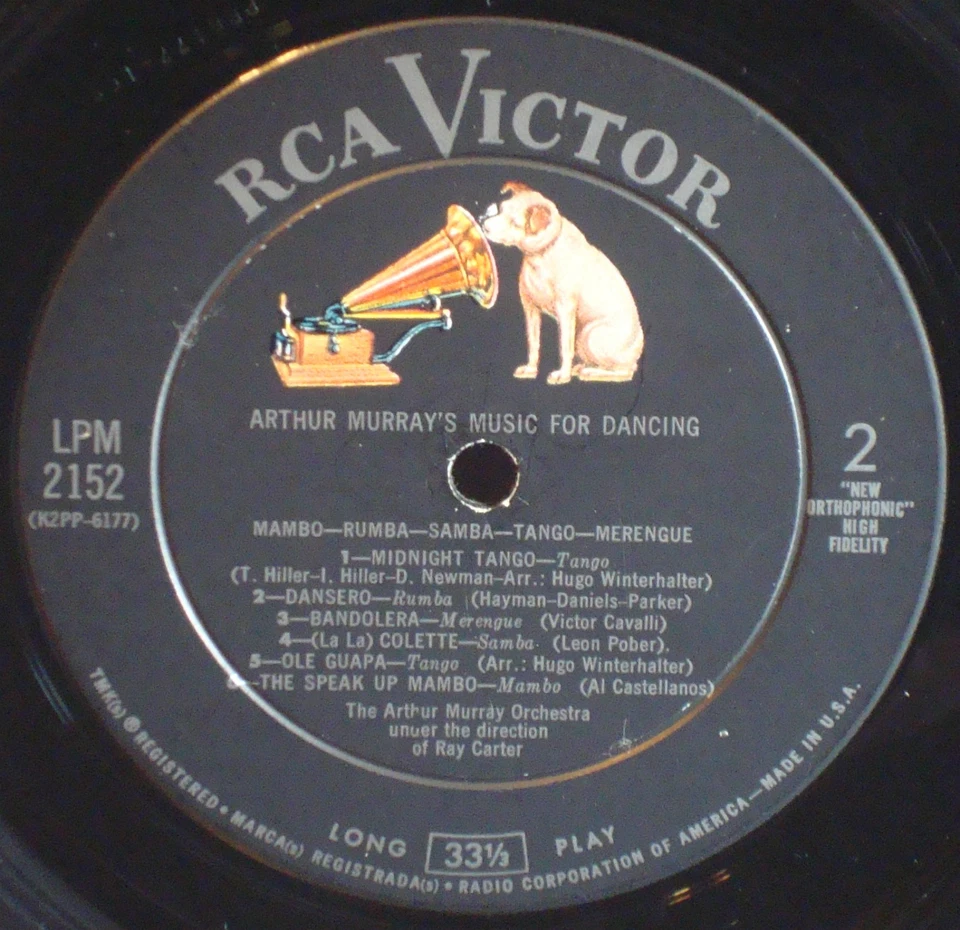 RCA VICTOR
ARTHUR MURRAY'S MUSIC FOR DANCING
LPM
2152
(K2PP-6177)
2
"NEW
ORTHOPHONIC"
HIGH
FIDELITY
MAMBO—RUMBA—SAMBA—TANGO—MERENGUE
1—MIDNIGHT TANGO—Tango
(T. Hiller–I. Hiller–D. Newman–Arr.: Hugo Winterhalter)
2—DANSERO—Rumba (Hayman–Daniels–Parker)
3—BANDOLERA—Merengue (Victor Cavalli)
4—(La La) COLETTE—Samba (Leon Pober).
5—OLE GUAPA—Tango (Arr.: Hugo Winterhalter)
6—THE SPEAK UP MAMBO—Mambo (Al Castellanos)
The Arthur Murray Orchestra
under the direction
of Ray Carter
LONG 33⅓ PLAY
TMK(s) ® REGISTERED • MARCA(s) REGISTRADA(s) • RADIO CORPORATION OF AMERICA—MADE IN U.S.A.